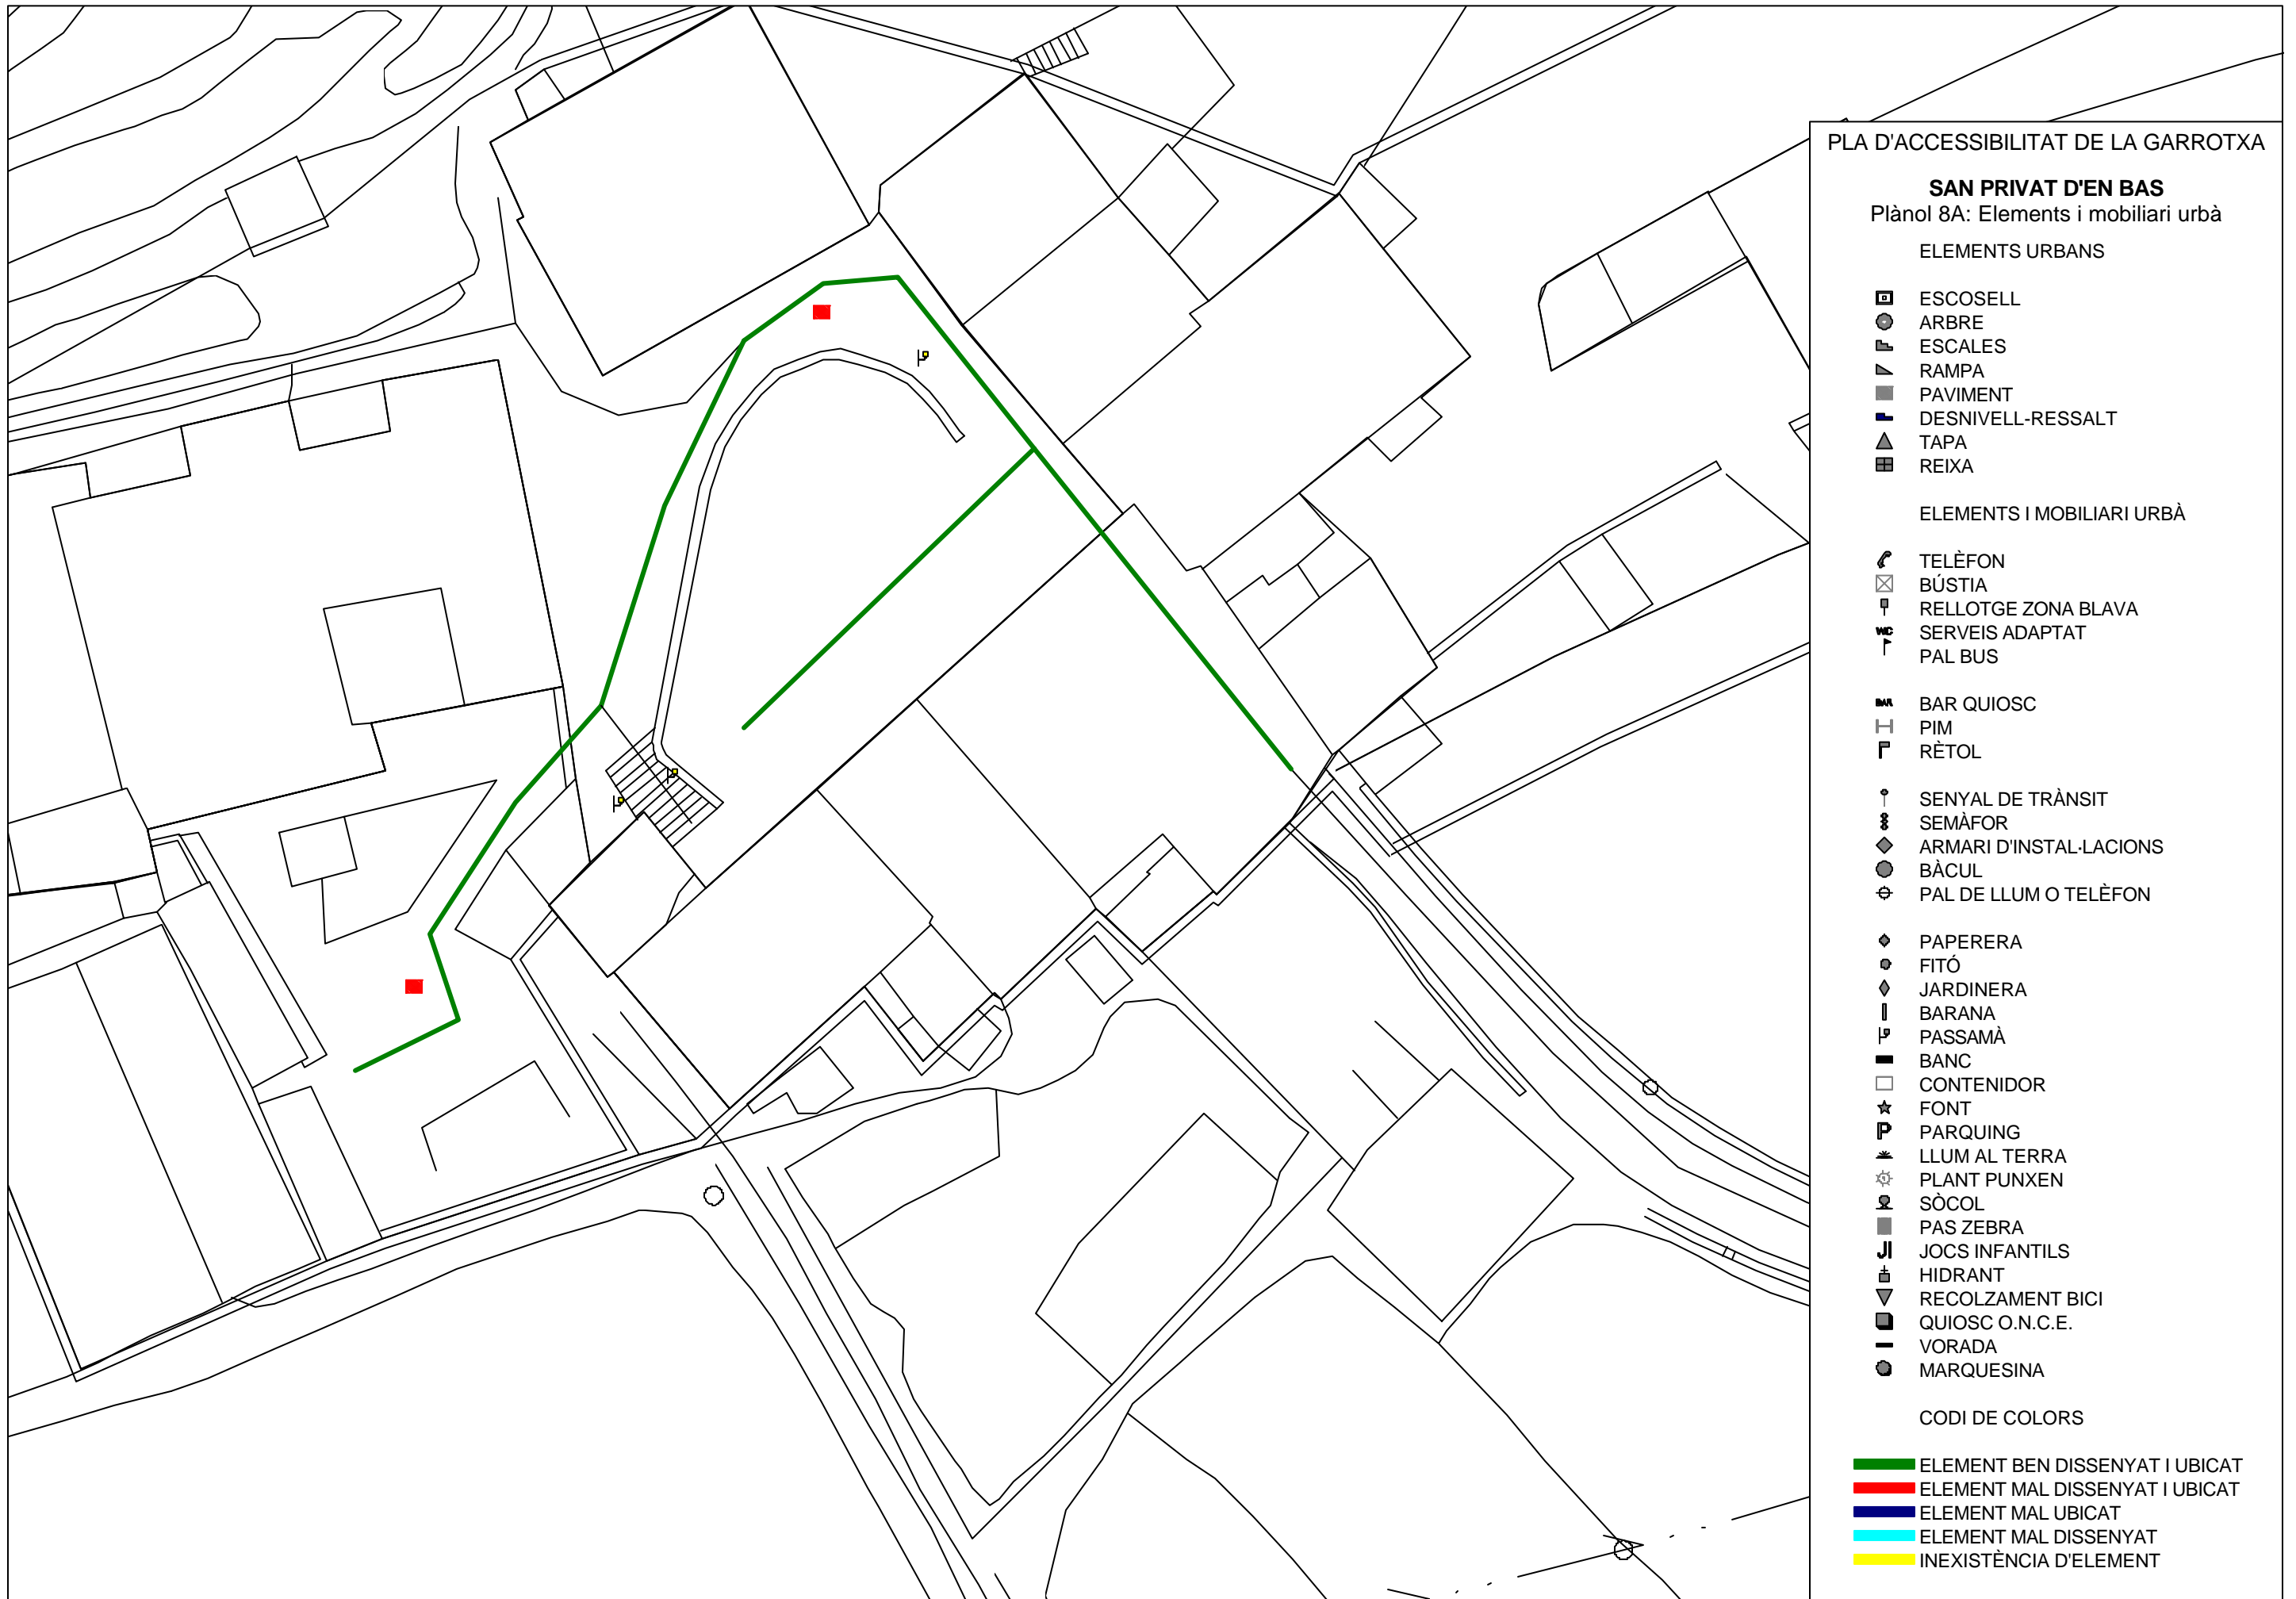 PLA D'ACCESSIBILITAT DE LA GARROTXA
SAN PRIVAT D'EN BAS
Plànol 8A: Elements i mobiliari urbà
ELEMENTS URBANS
ESCOSELL
ARBRE
ESCALES
RAMPA
PAVIMENT
DESNIVELL-RESSALT
TAPA
REIXA
ELEMENTS I MOBILIARI URBÀ
TELÈFON
BÚSTIA
RELLOTGE ZONA BLAVA
WC SERVEIS ADAPTAT
PAL BUS
BAR BAR QUIOSC
PIM
RÈTOL
SENYAL DE TRÀNSIT
SEMÀFOR
ARMARI D'INSTAL·LACIONS
BÀCUL
PAL DE LLUM O TELÈFON
PAPERERA
FITÓ
JARDINERA
BARANA
PASSAMÀ
BANC
CONTENIDOR
FONT
P PARQUING
LLUM AL TERRA
PLANT PUNXEN
SÒCOL
PAS ZEBRA
JI JOCS INFANTILS
HIDRANT
RECOLZAMENT BICI
QUIOSC O.N.C.E.
VORADA
MARQUESINA
CODI DE COLORS
ELEMENT BEN DISSENYAT I UBICAT
ELEMENT MAL DISSENYAT I UBICAT
ELEMENT MAL UBICAT
ELEMENT MAL DISSENYAT
INEXISTÈNCIA D'ELEMENT